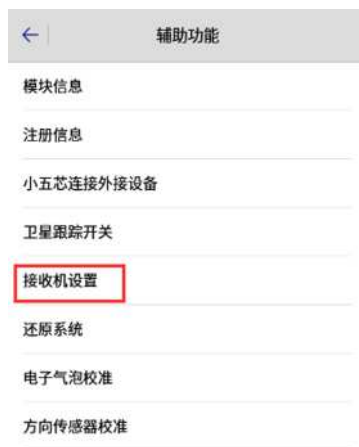 辅助功能
模块信息
注册信息
小五芯连接外接设备
卫星跟踪开关
接收机设置
还原系统
电子气泡校准
方向传感器校准